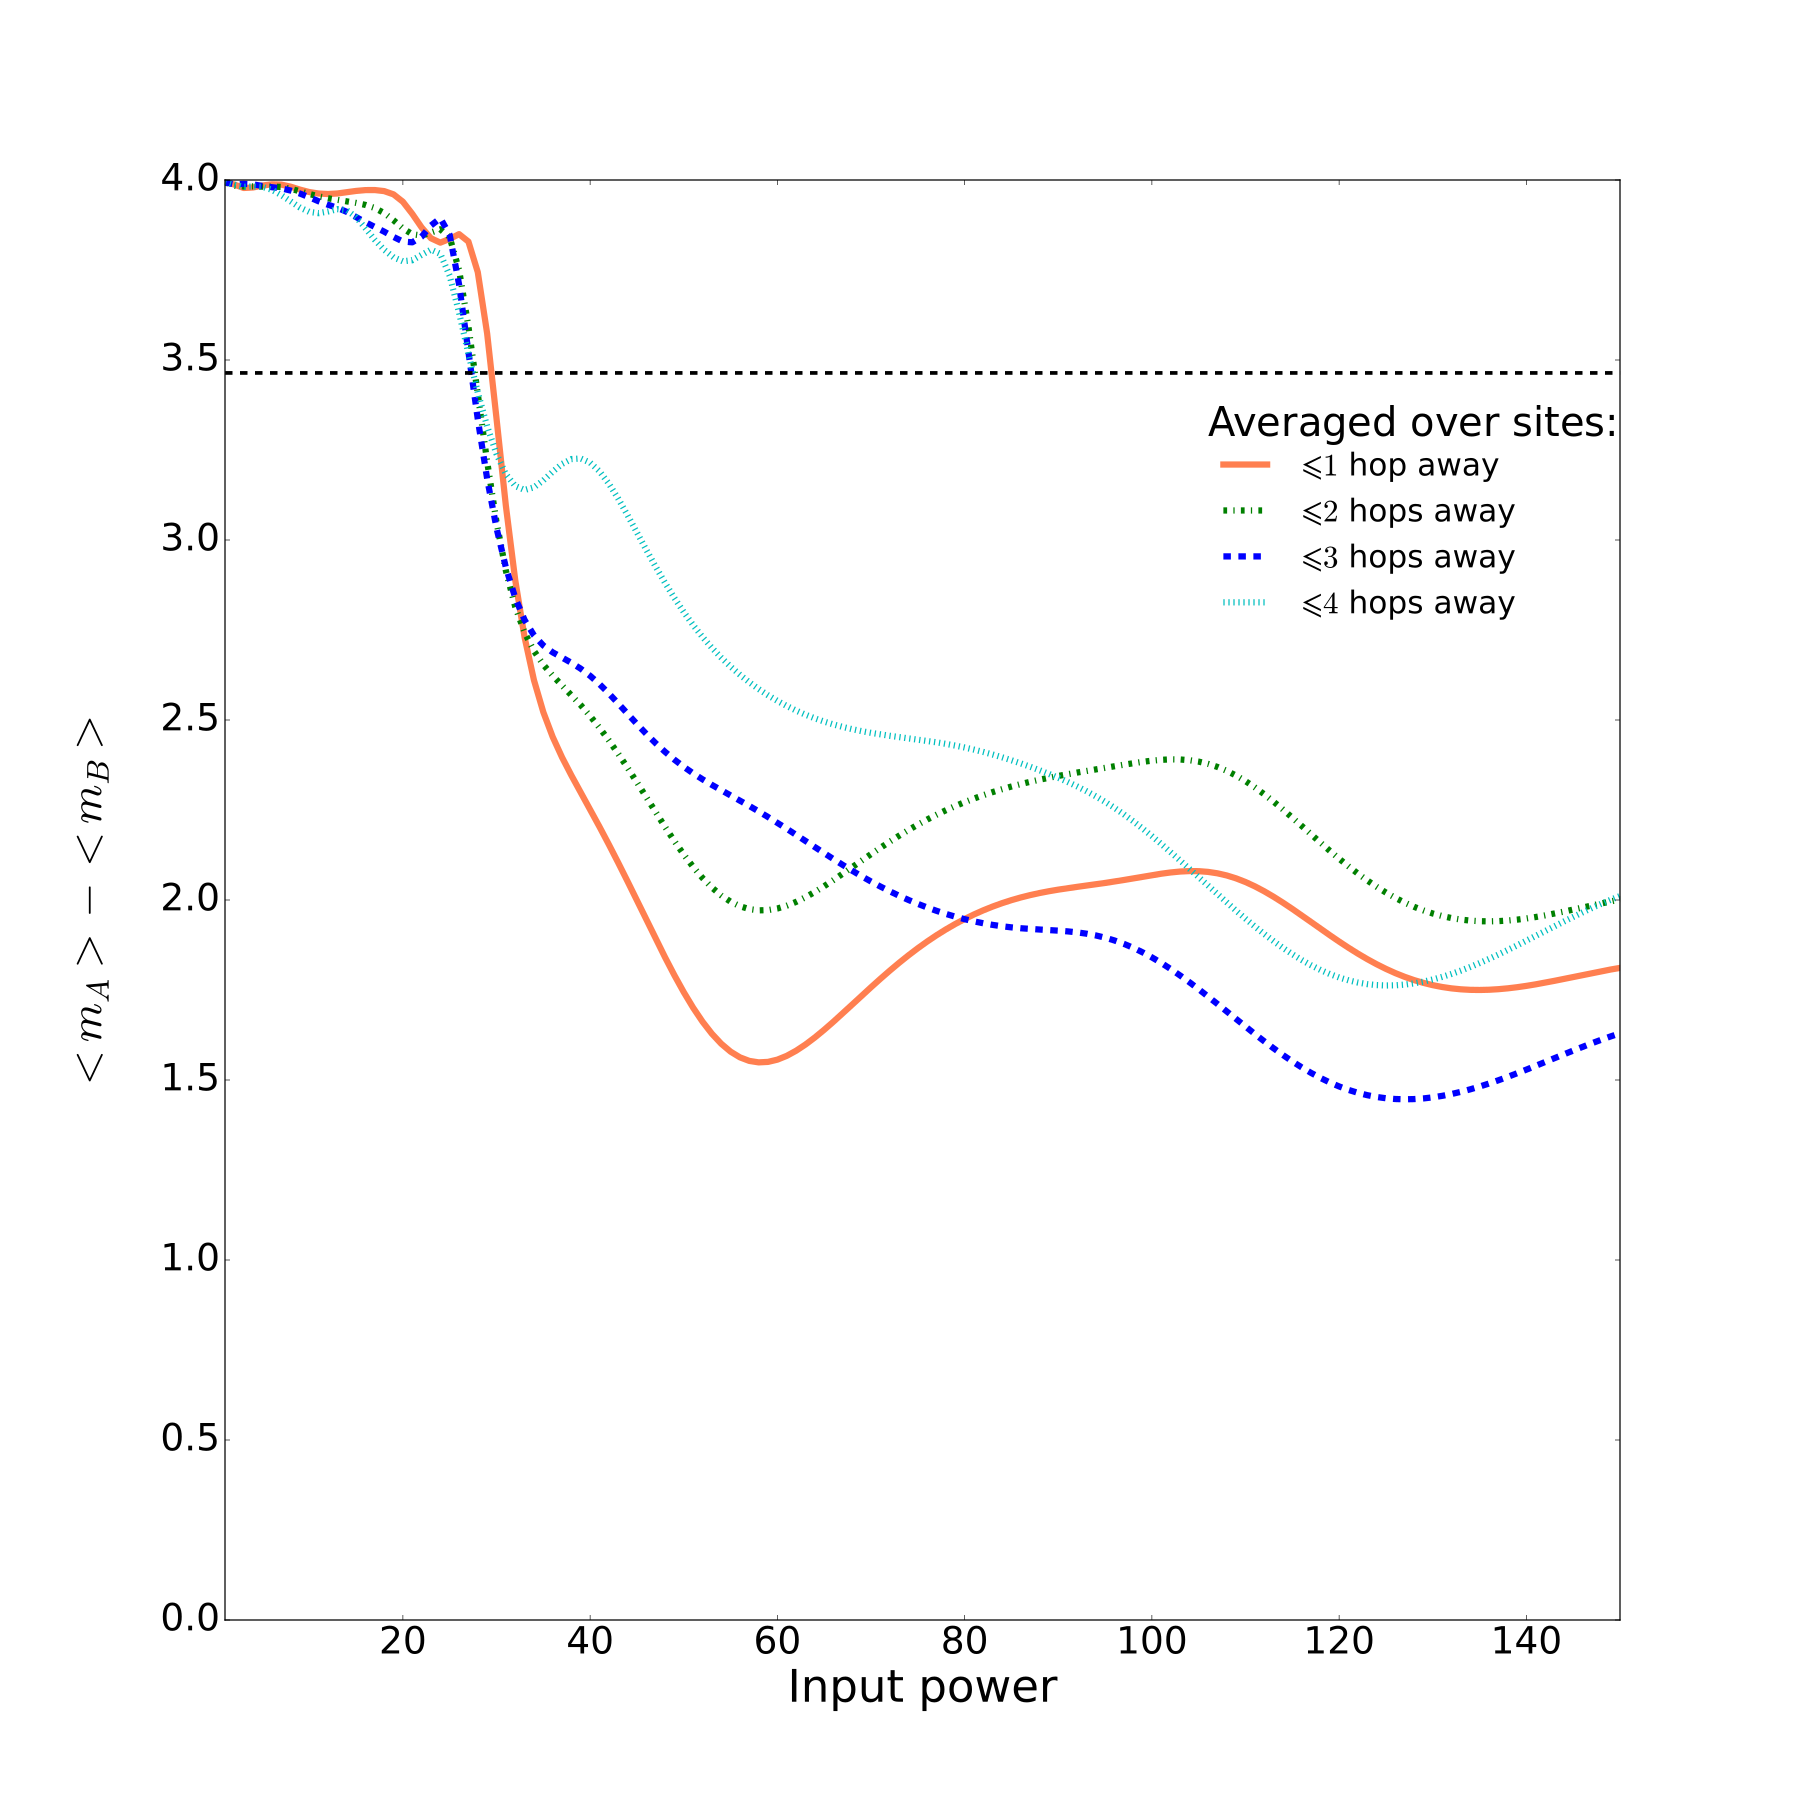 4.0
3.5
3.0
2.5
2.0
1.5
1.0
0.5
0.0
<m_A> − <m_B>
Averaged over sites:
⩽1 hop away
⩽2 hops away
⩽3 hops away
⩽4 hops away
20 40 60 80 100 120 140
Input power